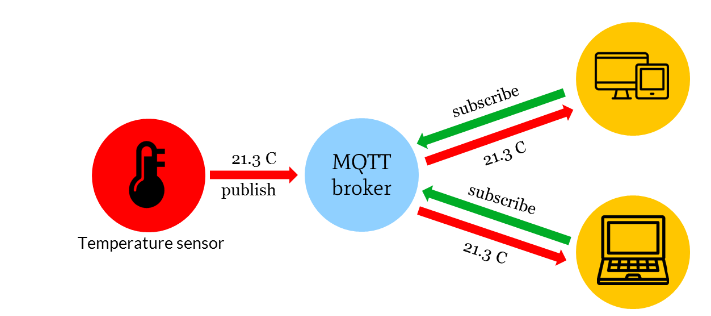 subscribe
21.3 C
21.3 C
publish
MQTT
broker
Temperature sensor
subscribe
21.3 C